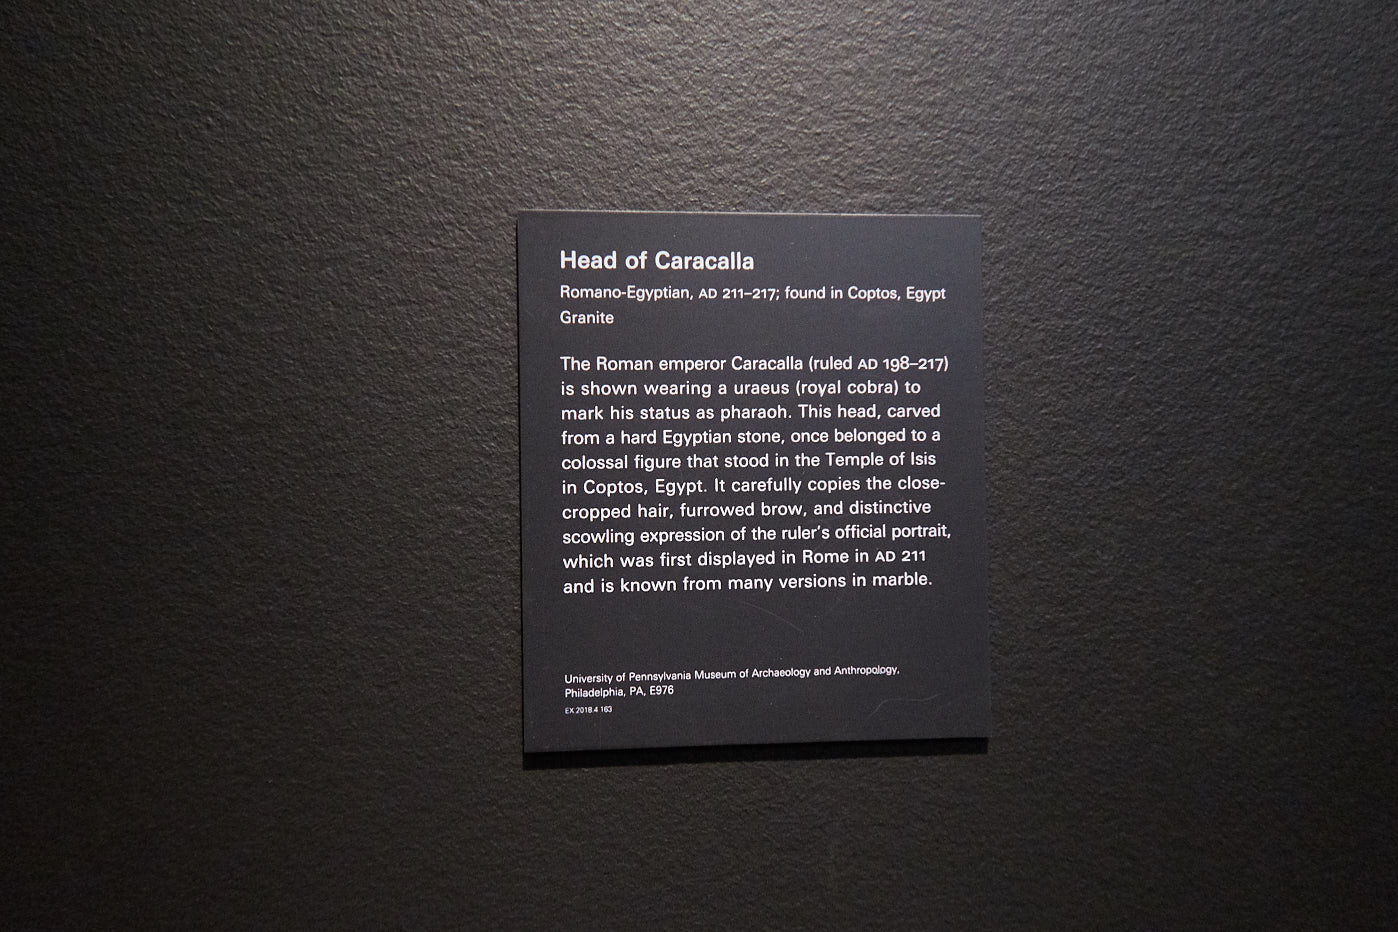 Head of Caracalla
Romano-Egyptian, AD 211–217; found in Coptos, Egypt
Granite
The Roman emperor Caracalla (ruled AD 198–217)
is shown wearing a uraeus (royal cobra) to
mark his status as pharaoh. This head, carved
from a hard Egyptian stone, once belonged to a
colossal figure that stood in the Temple of Isis
in Coptos, Egypt. It carefully copies the close-
cropped hair, furrowed brow, and distinctive
scowling expression of the ruler’s official portrait,
which was first displayed in Rome in AD 211
and is known from many versions in marble.
University of Pennsylvania Museum of Archaeology and Anthropology,
Philadelphia, PA, E976
EX 2018.4 163